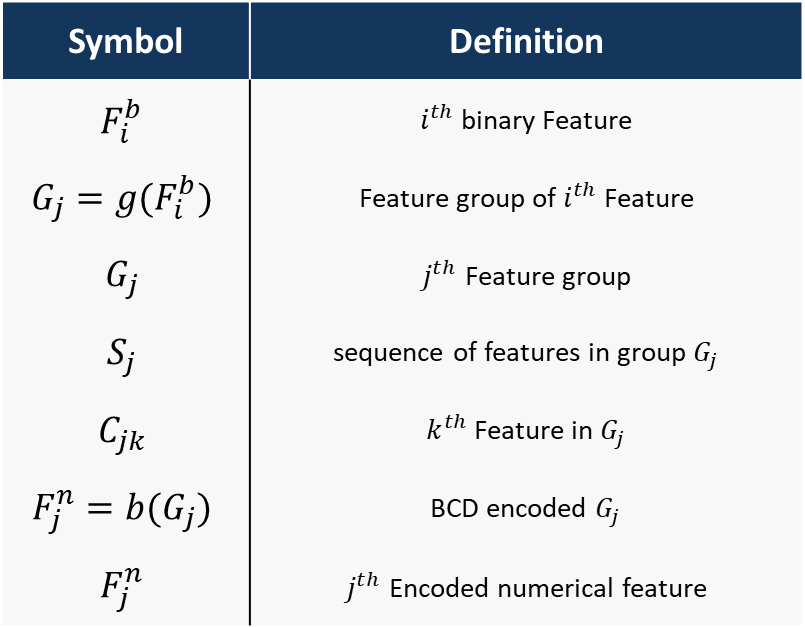 Symbol Definition
F_i^b i^{th} binary Feature
G_j = g(F_i^b) Feature group of i^{th} Feature
G_j j^{th} Feature group
S_j sequence of features in group G_j
C_{jk} k^{th} Feature in G_j
F_j^n = b(G_j) BCD encoded G_j
F_j^n j^{th} Encoded numerical feature